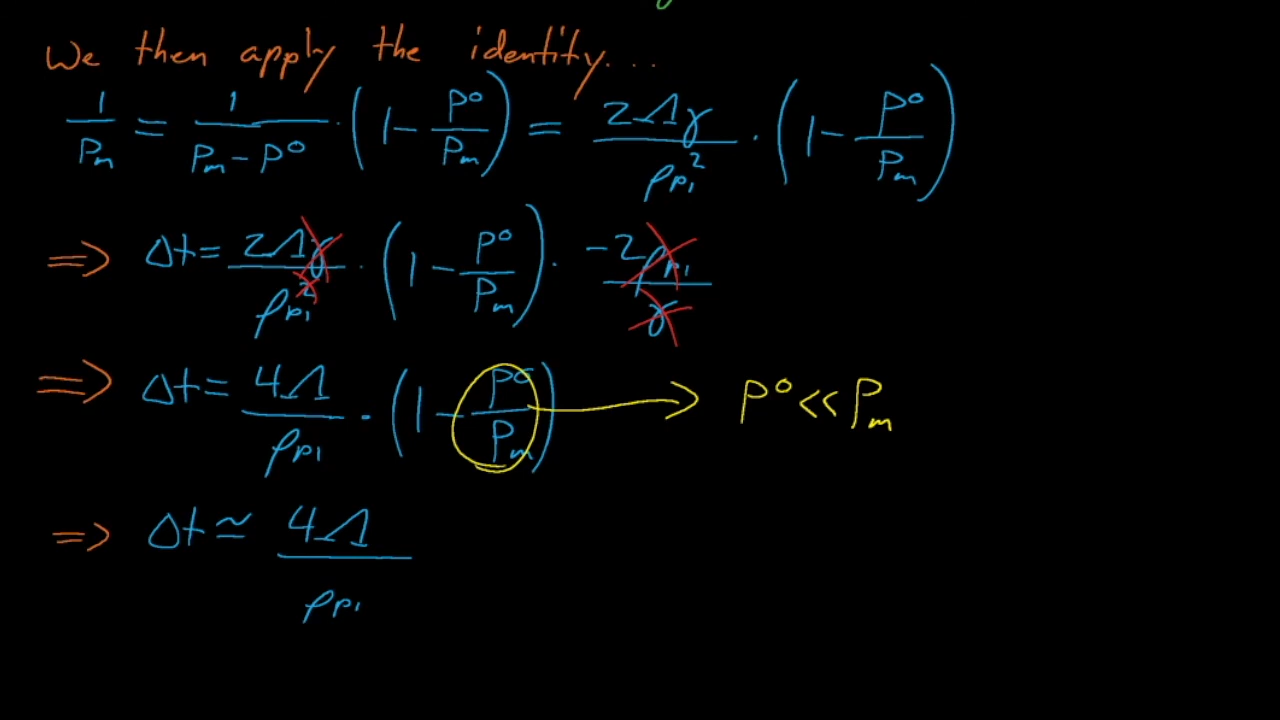 We then apply the identity...
1/Pm = 1/(Pm − P⁰) · (1 − P⁰/Pm) = 2Λγ/ρp₁² · (1 − P⁰/Pm)
⇒ Δt = 2Λγ/ρp₁² · (1 − P⁰/Pm) · −2ρp₁/γ
⇒ Δt = 4Λ/ρp₁ · (1 − P⁰/Pm) → P⁰ << Pm
⇒ Δt ≃ 4Λ/ρp₁